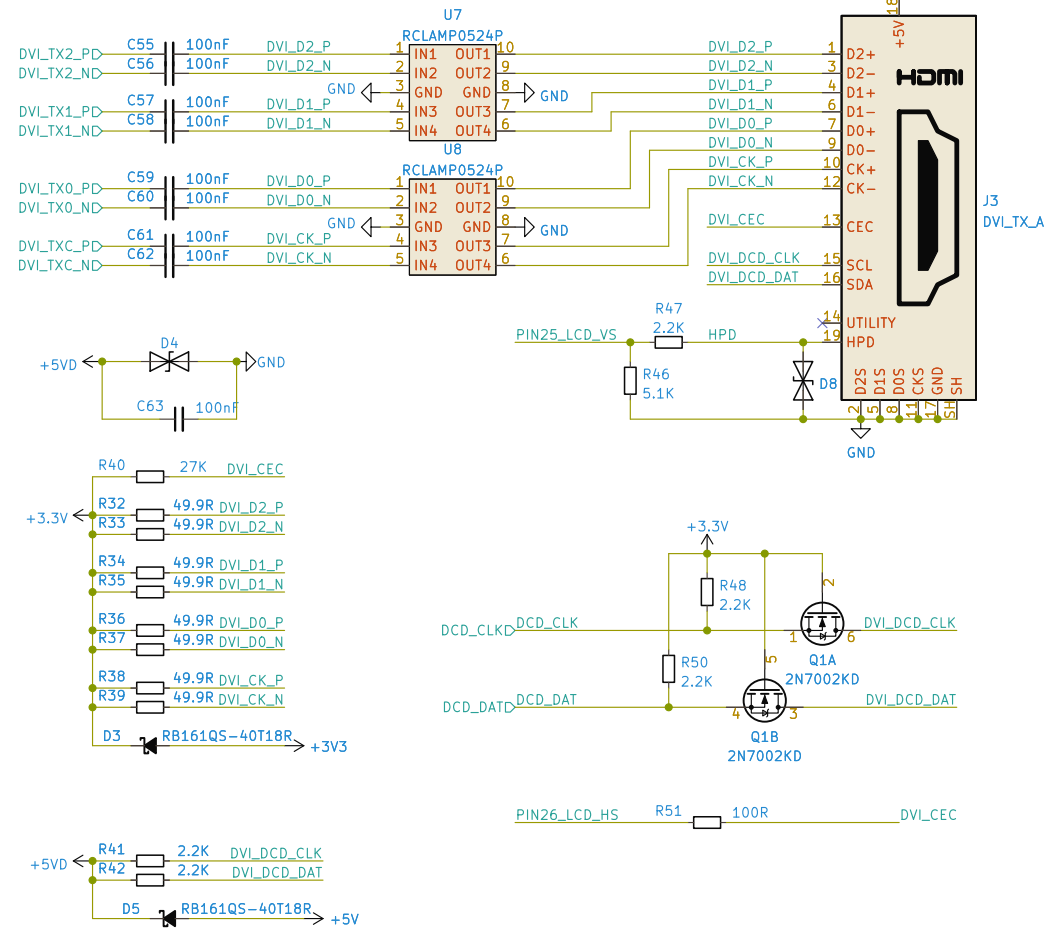 U7
RCLAMP0524P
DVI_TX2_P C55 100nF DVI_D2_P 1 IN1 OUT1 10 DVI_D2_P 1 D2+
DVI_TX2_N C56 100nF DVI_D2_N 2 IN2 OUT2 9 DVI_D2_N 3 D2-
GND 3 GND GND 8 GND DVI_D1_P 4 D1+
DVI_TX1_P C57 100nF DVI_D1_P 4 IN3 OUT3 7 DVI_D1_N 6 D1-
DVI_TX1_N C58 100nF DVI_D1_N 5 IN4 OUT4 6 DVI_D0_P 7 D0+
U8
RCLAMP0524P
DVI_D0_N 9 D0-
DVI_CK_P 10 CK+
DVI_TX0_P C59 100nF DVI_D0_P 1 IN1 OUT1 10 DVI_CK_N 12 CK-
DVI_TX0_N C60 100nF DVI_D0_N 2 IN2 OUT2 9
GND 3 GND GND 8 GND DVI_CEC 13 CEC
DVI_TXC_P C61 100nF DVI_CK_P 4 IN3 OUT3 7
DVI_TXC_N C62 100nF DVI_CK_N 5 IN4 OUT4 6 DVI_DCD_CLK 15 SCL
DVI_DCD_DAT 16 SDA
18
+5V
HDMI
J3
DVI_TX_A
14 UTILITY
PIN25_LCD_VS R47 2.2K HPD 19 HPD
R46
5.1K
D8
D2S D1S D0S CKS GND SH
2 5 8 11 17 SH
GND
D4
+5VD GND
C63 100nF
R40 27K DVI_CEC
+3.3V
R32 49.9R DVI_D2_P
R33 49.9R DVI_D2_N
R34 49.9R DVI_D1_P
R35 49.9R DVI_D1_N
R36 49.9R DVI_D0_P
R37 49.9R DVI_D0_N
R38 49.9R DVI_CK_P
R39 49.9R DVI_CK_N
D3 RB161QS-40T18R +3V3
+3.3V
R48
2.2K
2
DCD_CLK DCD_CLK 1 6 DVI_DCD_CLK
Q1A
2N7002KD
R50
2.2K
5
DCD_DAT DCD_DAT 4 3 DVI_DCD_DAT
Q1B
2N7002KD
PIN26_LCD_HS R51 100R DVI_CEC
+5VD
R41 2.2K DVI_DCD_CLK
R42 2.2K DVI_DCD_DAT
D5 RB161QS-40T18R +5V